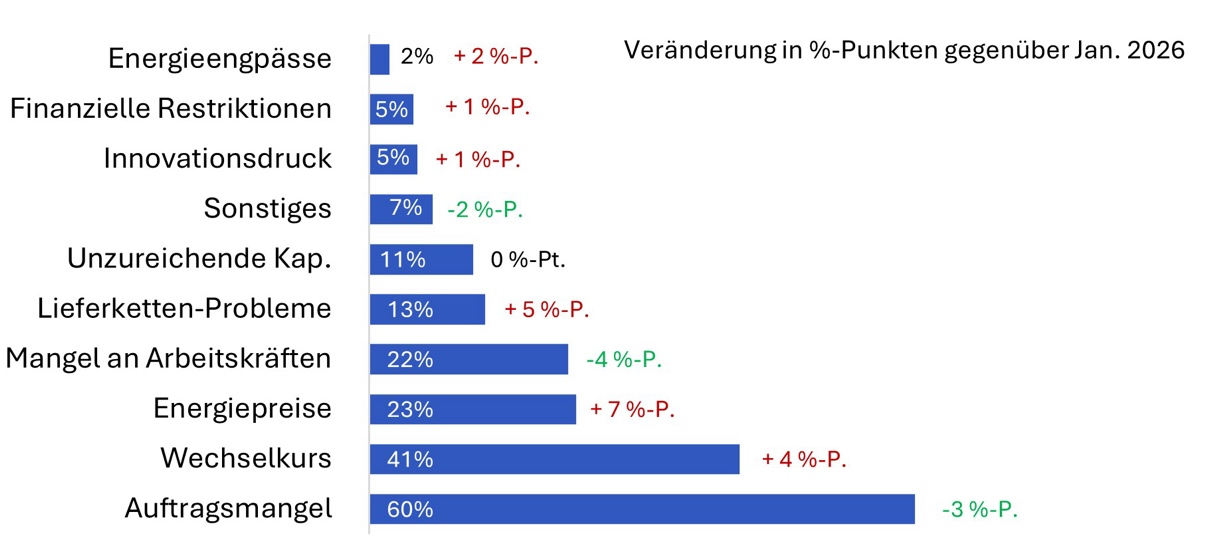 Veränderung in %-Punkten gegenüber Jan. 2026
Energieengpässe 2% + 2 %-P.
Finanzielle Restriktionen 5% + 1 %-P.
Innovationsdruck 5% + 1 %-P.
Sonstiges 7% -2 %-P.
Unzureichende Kap. 11% 0 %-Pt.
Lieferketten-Probleme 13% + 5 %-P.
Mangel an Arbeitskräften 22% -4 %-P.
Energiepreise 23% + 7 %-P.
Wechselkurs 41% + 4 %-P.
Auftragsmangel 60% -3 %-P.